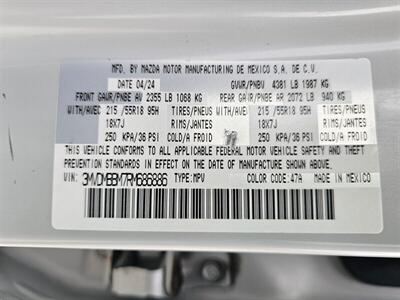 MFD. BY MAZDA MOTOR MANUFACTURING DE MEXICO S.A. DE C.V.
DATE 04/24 GVWR/PNBV 4381 LB 1987 KG
FRONT GAWR/PNBE AV 2355 LB 1068 KG REAR GAWR/PNBE AR 2072 LB 940 KG
WITH/AVEC 215 /55R18 95H TIRES/PNEUS WITH/AVEC 215 /55R18 95H TIRES/PNEUS
18X7J RIMS/JANTES 18X7J RIMS/JANTES
250 KPA/36 PSI COLD/A FROID 250 KPA/36 PSI COLD/A FROID
THIS VEHICLE CONFORMS TO ALL APPLICABLE FEDERAL MOTOR VEHICLE SAFETY AND THEFT
PREVENTION STANDARDS IN EFFECT ON THE DATE OF MANUFACTURE SHOWN ABOVE.
VIN: 3MVDMBBM7RM686886 TYPE:MPV COLOR CODE:47A MADE IN MEXICO